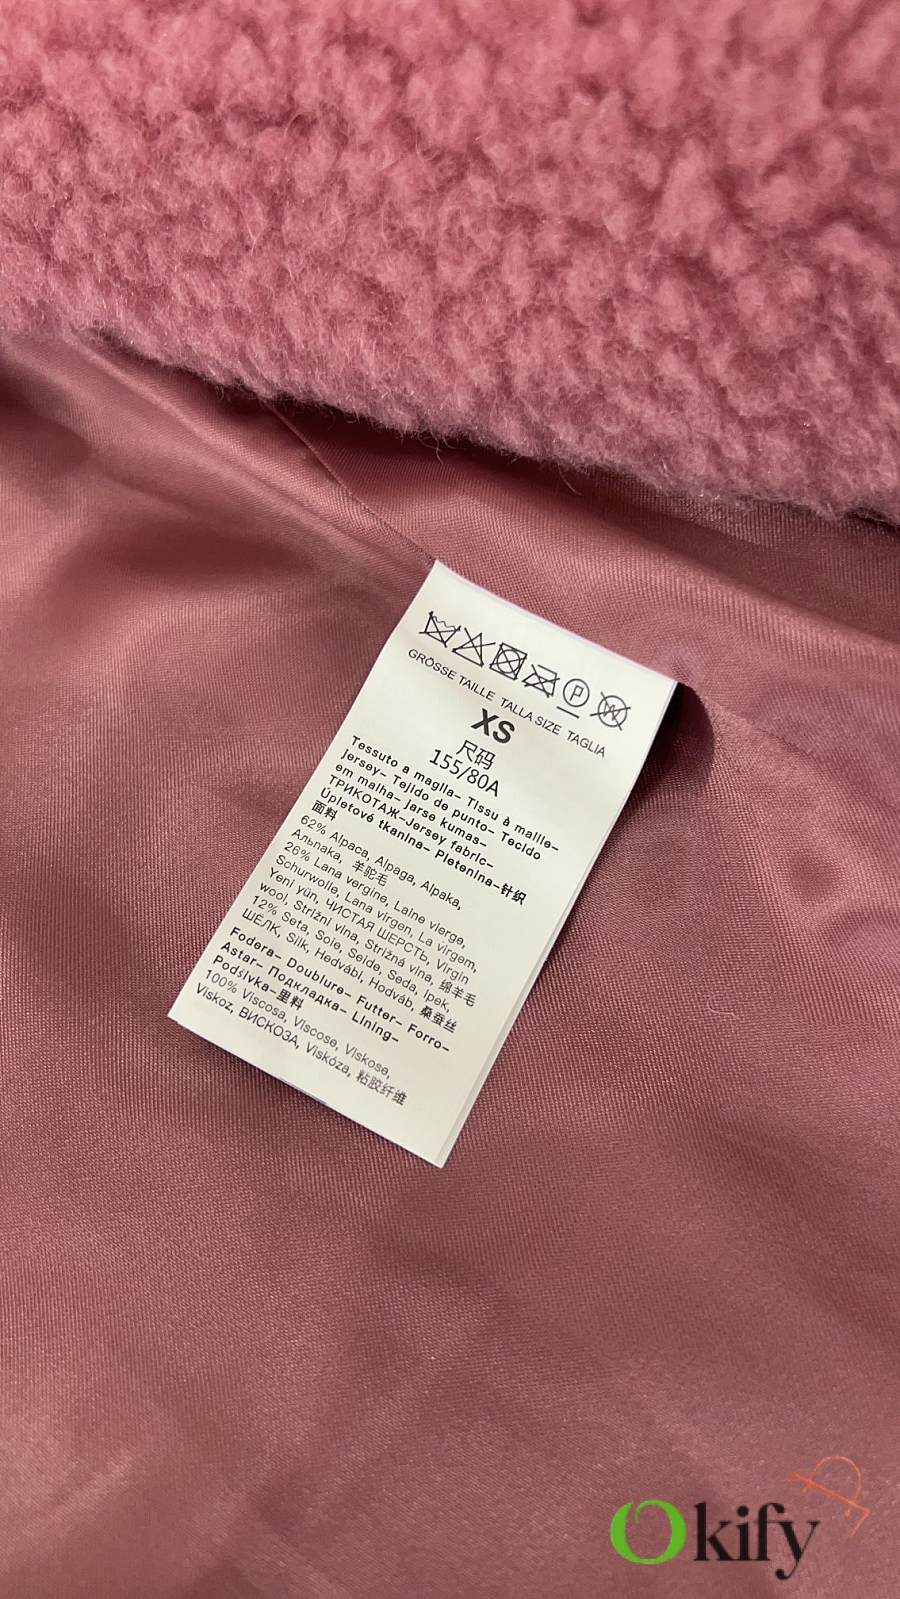 P W
GRÖSSE TAILLE TALLA SIZE TAGLIA
XS
尺码
155/80A
Tessuto a maglia- Tissu à maille-
jersey- Tejido de punto- Tecido
em malha- jarse kumas-
ТРИКОТАЖ-Jersey fabric-
Úpletové tkanina- Pletenina-针织
面料
62% Alpaca, Alpaga, Alpaka,
Альпака, 羊驼毛
26% Lana vergine, Laine vierge,
Schurwolle, Lana virgen, La virgem,
Yeni yün, ЧИСТАЯ ШЕРСТЬ, Virgin
wool, Strižni vlna, Strižná vlna, 绵羊毛
12% Seta, Soie, Seide, Seda, ipek,
ШЁЛК, Silk, Hedvábí, Hodváb, 桑蚕丝
Fodera- Doublure- Futter- Forro-
Astar- Подкладка- Lining-
Podšívka-里料
100% Viscosa, Viscose, Viskose,
Viskoz, ВИСКОЗА, Viskóza, 粘胶纤维
Okify